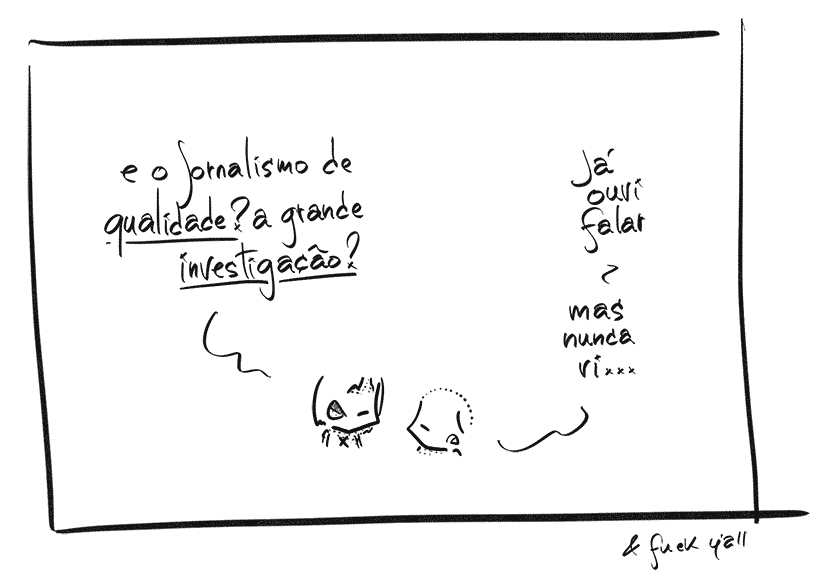 e o jornalismo de
qualidade? a grande
investigação?
já
ouvi
falar
mas
nunca
vi...
& fuck y'all